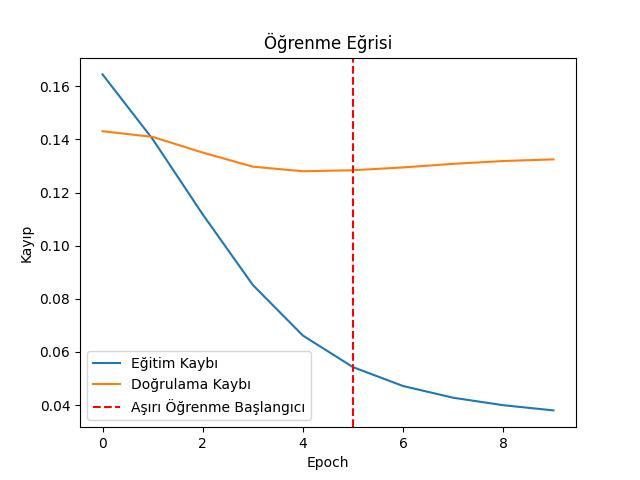 Öğrenme Eğrisi
0.16
0.14
0.12
0.10
0.08
0.06
0.04
Kayıp
Eğitim Kaybı
Doğrulama Kaybı
Aşırı Öğrenme Başlangıcı
0 2 4 6 8
Epoch